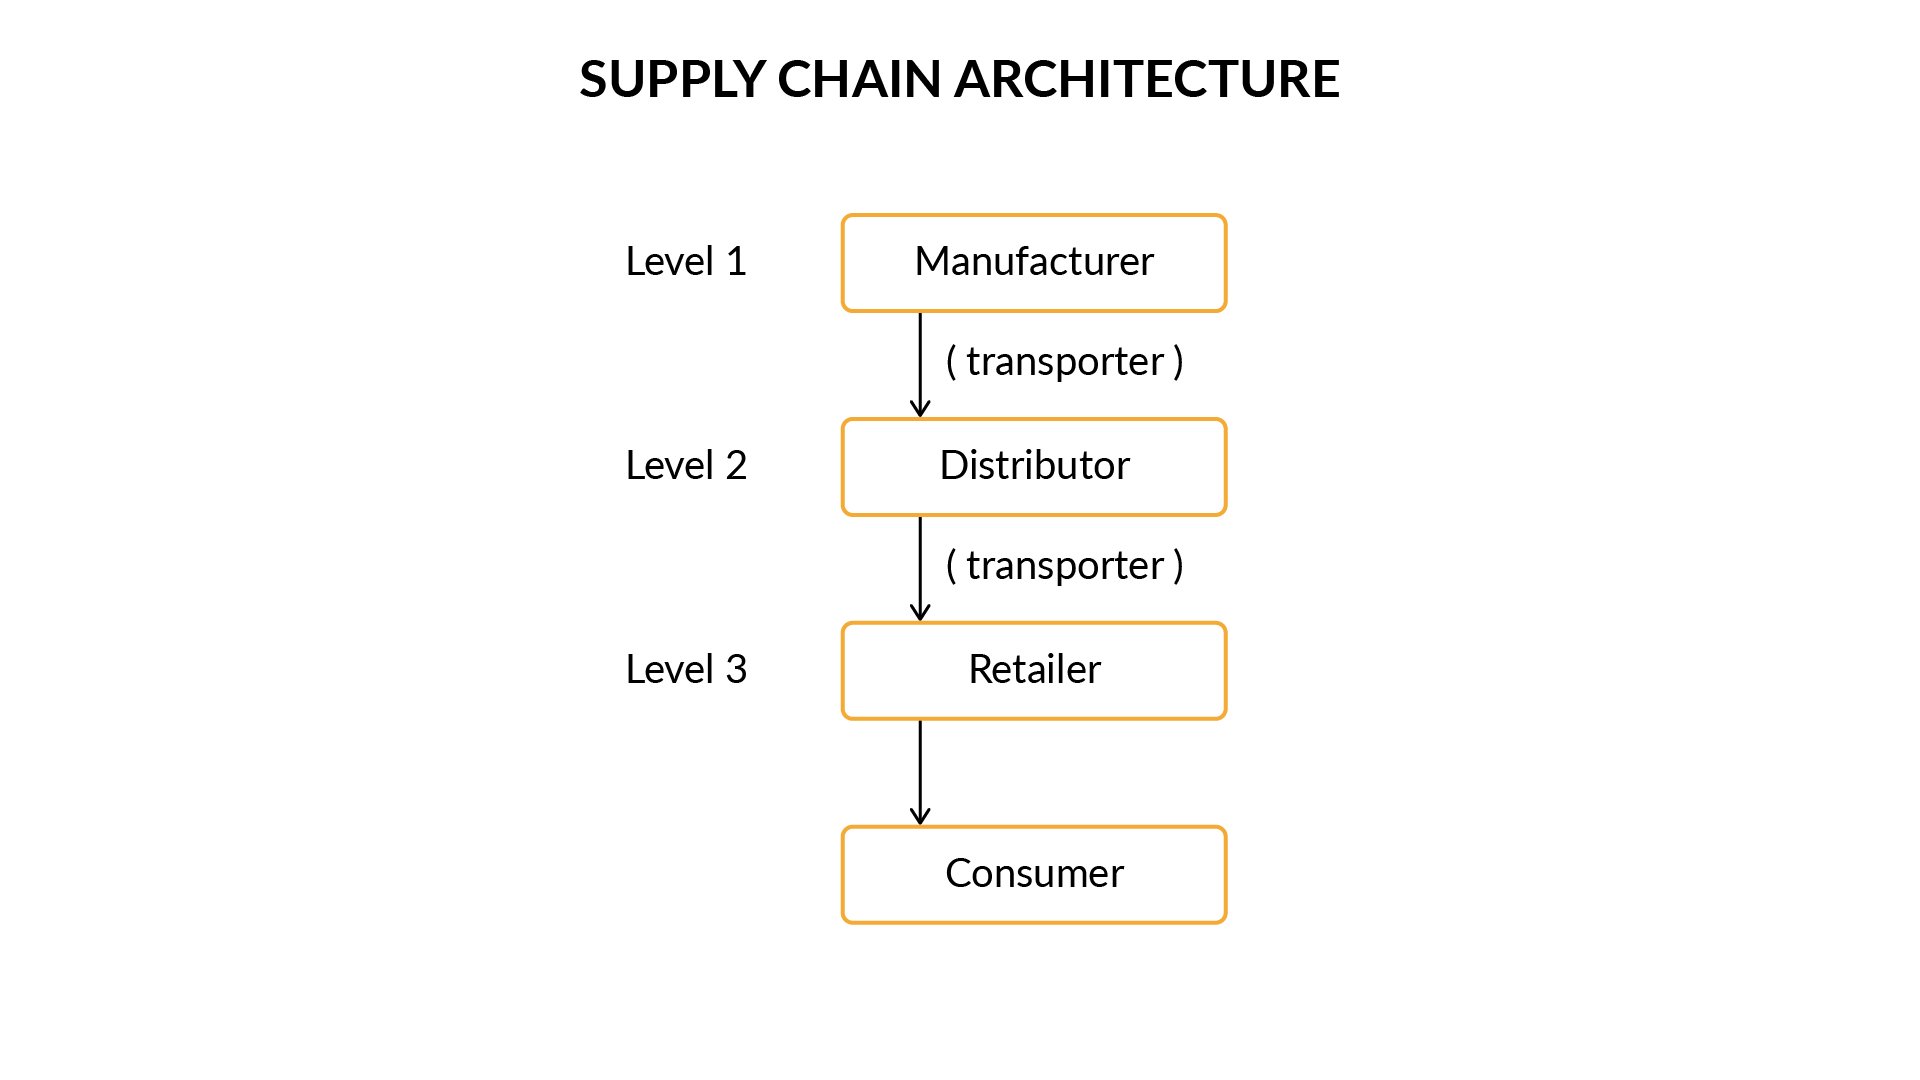 SUPPLY CHAIN ARCHITECTURE
Level 1
Manufacturer
( transporter )
Level 2
Distributor
( transporter )
Level 3
Retailer
Consumer